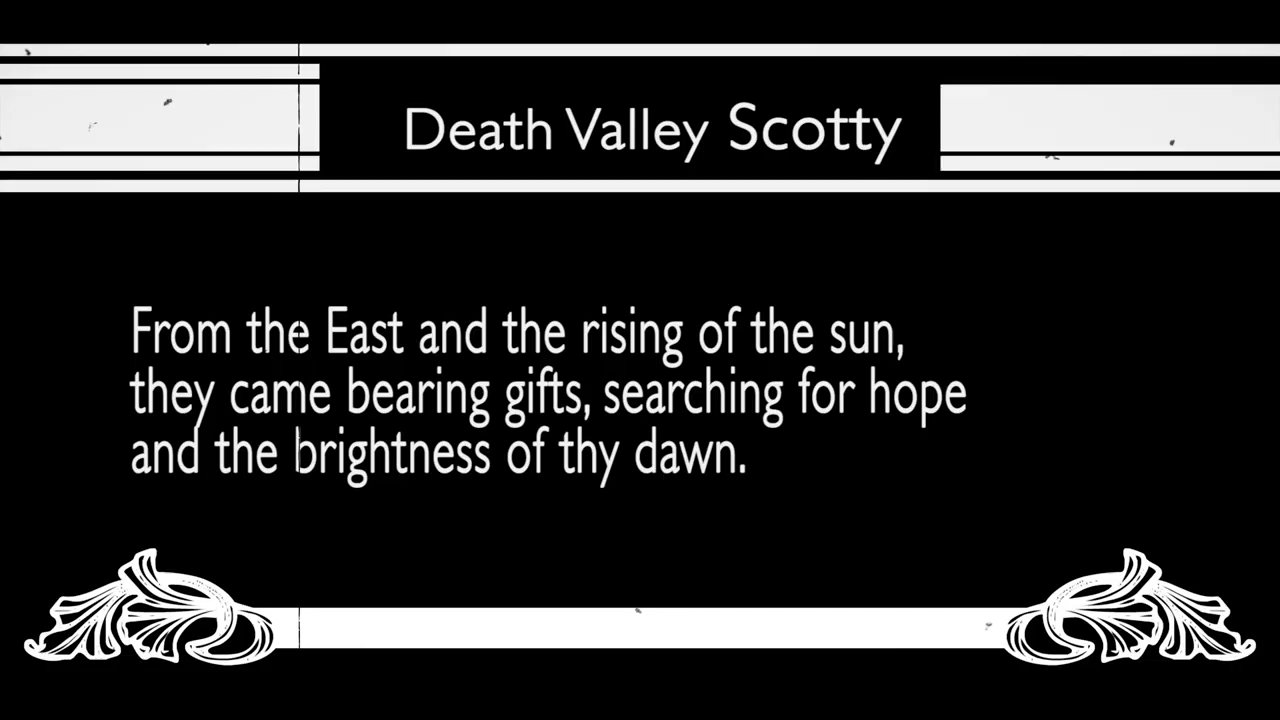 Death Valley Scotty
From the East and the rising of the sun,
they came bearing gifts, searching for hope
and the brightness of thy dawn.